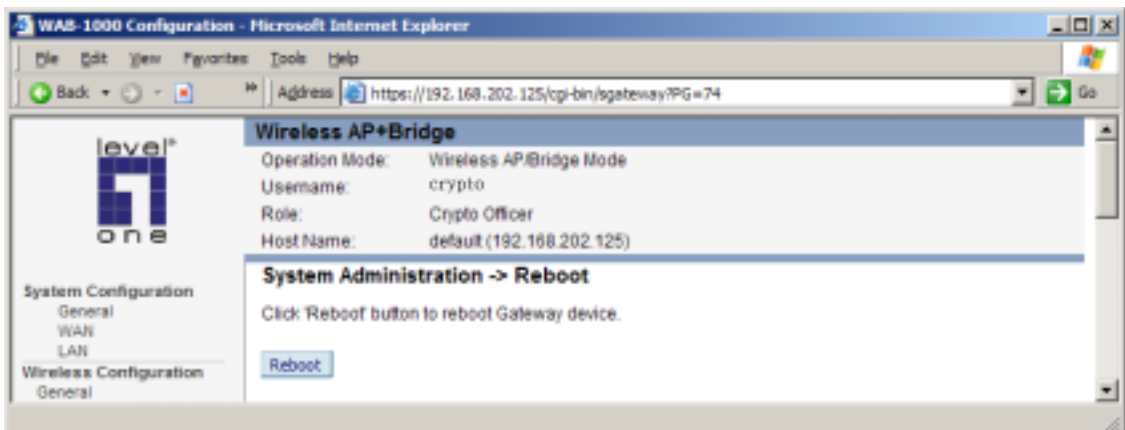 WAB-1000 Configuration - Microsoft Internet Explorer
File Edit View Favorites Tools Help
Back Address https://192.168.202.125/cgi-bin/sgateway?PG=74 Go
level
one
Wireless AP+Bridge
Operation Mode: Wireless AP/Bridge Mode
Username: crypto
Role: Crypto Officer
Host Name: default (192.168.202.125)
System Configuration
General
WAN
LAN
Wireless Configuration
General
System Administration -> Reboot
Click 'Reboot' button to reboot Gateway device.
Reboot